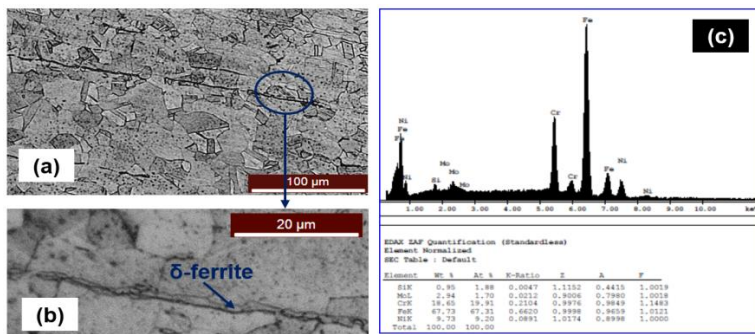 (a)
100 μm
20 μm
δ-ferrite
(b)
(c)
Fe
Cr
Ni
Fe
Fe
Ni
Si
Mo
Mo
Mo
Cr
Fe
Ni
Ni
1.00 2.00 3.00 4.00 5.00 6.00 7.00 8.00 9.00 10.00 keV
EDAX ZAF Quantification (Standardless)
Element Normalized
SEC Table : Default
Element Wt % At % K-Ratio Z A F
SiK 0.95 1.88 0.0047 1.1152 0.4415 1.0019
MoL 2.94 1.70 0.0212 0.9006 0.7980 1.0018
CrK 18.65 19.91 0.2104 0.9976 0.9849 1.1483
FeK 67.73 67.31 0.6620 0.9998 0.9659 1.0121
NiK 9.73 9.20 0.0891 1.0174 0.8998 1.0000
Total 100.00 100.00